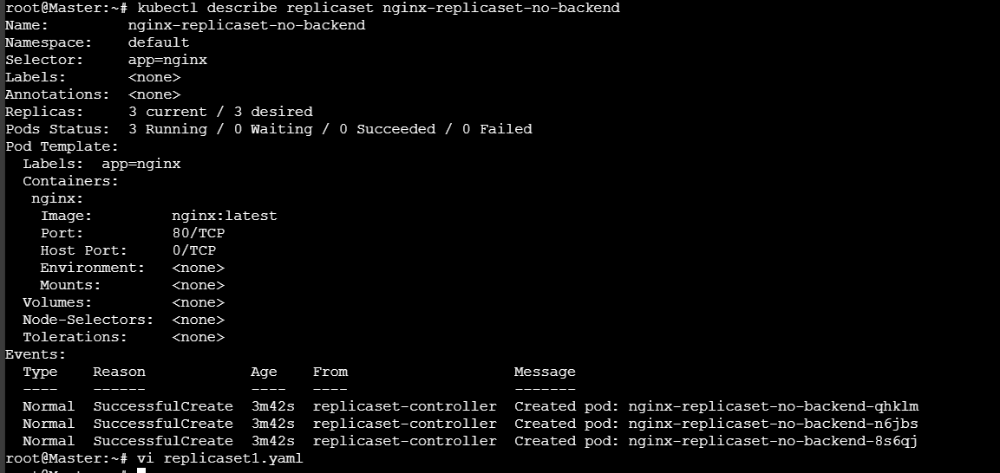 root@Master:~# kubectl describe replicaset nginx-replicaset-no-backend
Name:         nginx-replicaset-no-backend
Namespace:    default
Selector:     app=nginx
Labels:       <none>
Annotations:  <none>
Replicas:     3 current / 3 desired
Pods Status:  3 Running / 0 Waiting / 0 Succeeded / 0 Failed
Pod Template:
  Labels:  app=nginx
  Containers:
   nginx:
    Image:         nginx:latest
    Port:          80/TCP
    Host Port:     0/TCP
    Environment:   <none>
    Mounts:        <none>
  Volumes:         <none>
  Node-Selectors:  <none>
  Tolerations:     <none>
Events:
  Type    Reason            Age    From                   Message
  ----    ------            ----   ----                   -------
  Normal  SuccessfulCreate  3m42s  replicaset-controller  Created pod: nginx-replicaset-no-backend-qhklm
  Normal  SuccessfulCreate  3m42s  replicaset-controller  Created pod: nginx-replicaset-no-backend-n6jbs
  Normal  SuccessfulCreate  3m42s  replicaset-controller  Created pod: nginx-replicaset-no-backend-8s6qj
root@Master:~# vi replicaset1.yaml
root@Master:~#